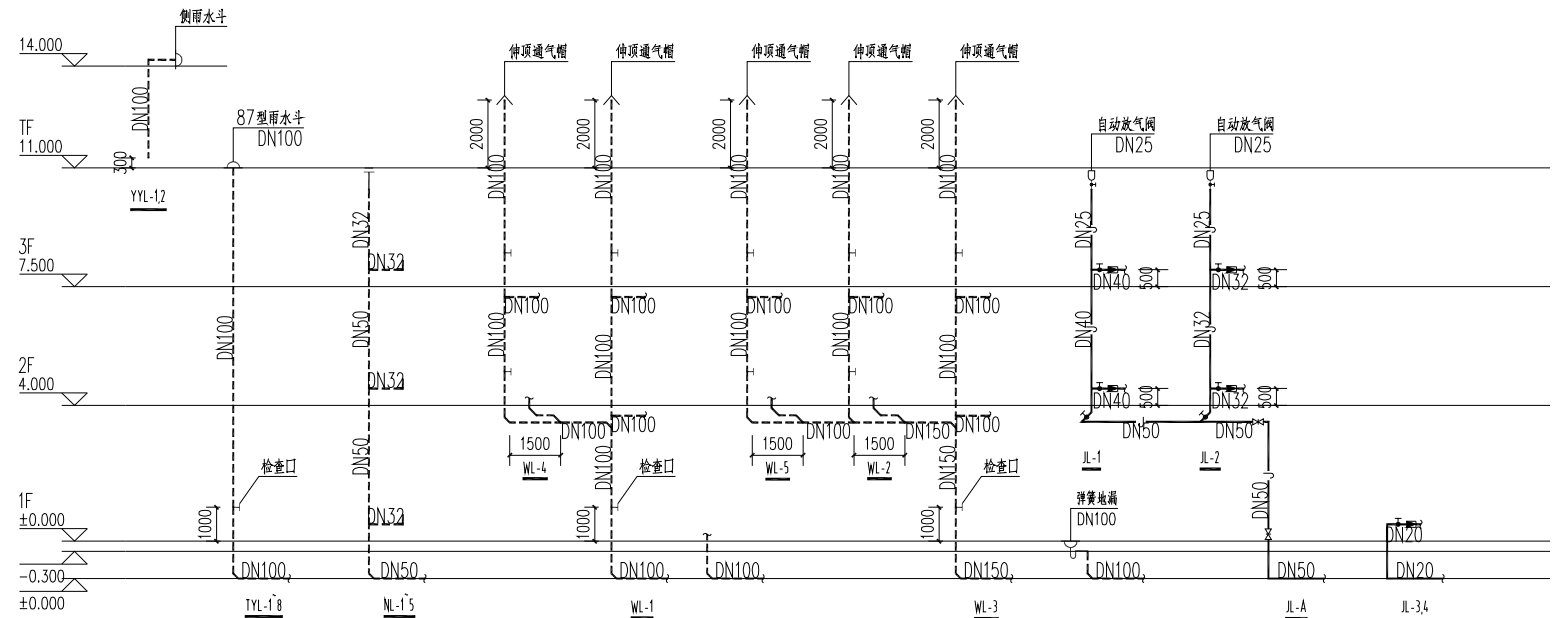 侧雨水斗
14.000
DN100
TF
11.000
300
YYL-1,2
87型雨水斗
DN100
DN100
DN100
TYL-1~8
检查口
1000
DN32
DN32
DN50
DN32
DN50
DN32
DN50
NL-1~5
3F
7.500
2F
4.000
1F
±0.000
-0.300
±0.000
伸顶通气帽
2000
DN100
DN100
DN100
DN100
1500
WL-4
伸顶通气帽
2000
DN100
DN100
DN100
DN100
DN100
检查口
1000
DN100
WL-1
DN100
伸顶通气帽
2000
DN100
DN100
DN100
DN100
1500
WL-5
伸顶通气帽
2000
DN100
DN100
DN100
DN150
1500
WL-2
伸顶通气帽
2000
DN100
DN100
DN100
DN100
DN150
检查口
1000
DN150
WL-3
弹簧地漏
DN100
DN100
自动放气阀
DN25
DN25
DN40
500
DN40
DN40
500
DN50
JL-1
自动放气阀
DN25
DN25
DN32
500
DN32
DN32
500
DN50
JL-2
DN50
DN50
JL-A
DN20
DN20
JL-3,4